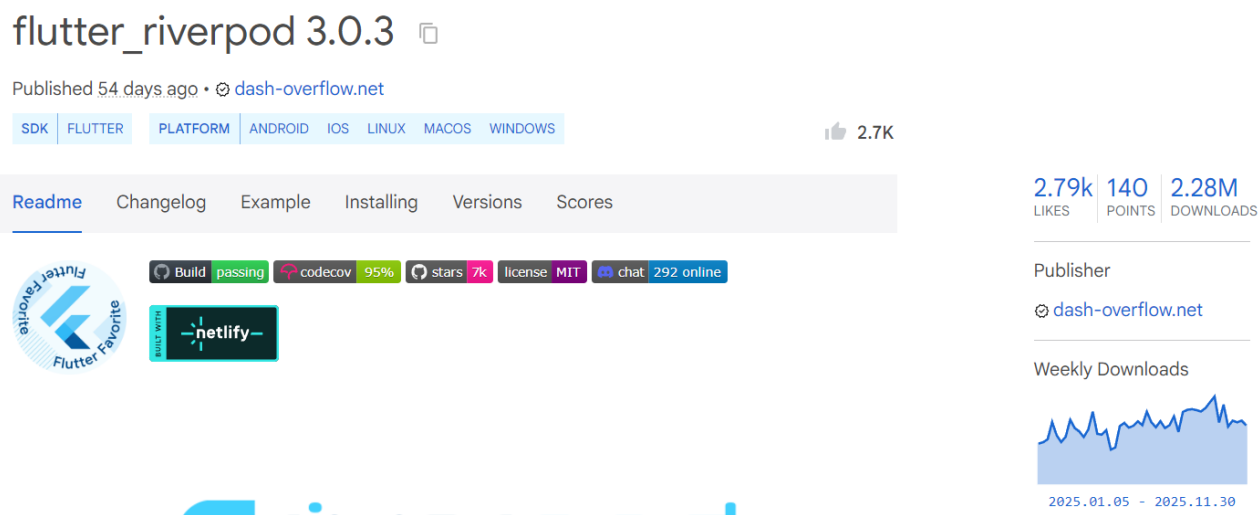 flutter_riverpod 3.0.3
Published 54 days ago • dash-overflow.net
SDK FLUTTER PLATFORM ANDROID IOS LINUX MACOS WINDOWS
2.7K
Readme Changelog Example Installing Versions Scores
Flutter Favorite
Flutter Favorite
Build passing codecov 95% stars 7k license MIT chat 292 online
BUILT WITH netlify
2.79k 140 2.28M
LIKES POINTS DOWNLOADS
Publisher
dash-overflow.net
Weekly Downloads
2025.01.05 - 2025.11.30